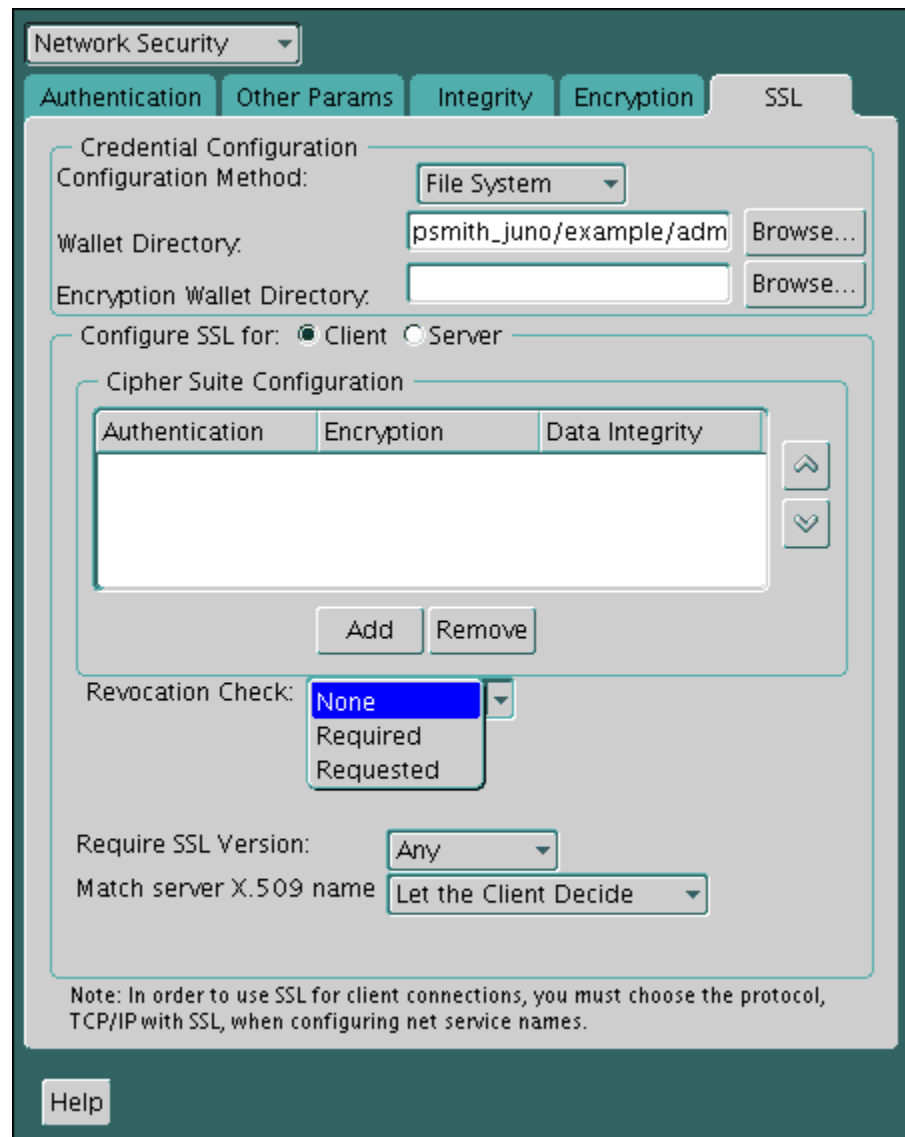 Network Security
Authentication Other Params Integrity Encryption SSL
Credential Configuration
Configuration Method: File System
Wallet Directory: psmith_juno/example/adm Browse...
Encryption Wallet Directory: Browse...
Configure SSL for: Client Server
Cipher Suite Configuration
Authentication Encryption Data Integrity
Add Remove
Revocation Check: None
Required
Requested
Require SSL Version: Any
Match server X.509 name Let the Client Decide
Note: In order to use SSL for client connections, you must choose the protocol,
TCP/IP with SSL, when configuring net service names.
Help